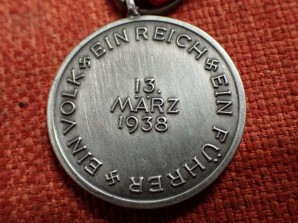 EIN VOLK EIN REICH EIN FÜHRER
13.
MÄRZ
1938